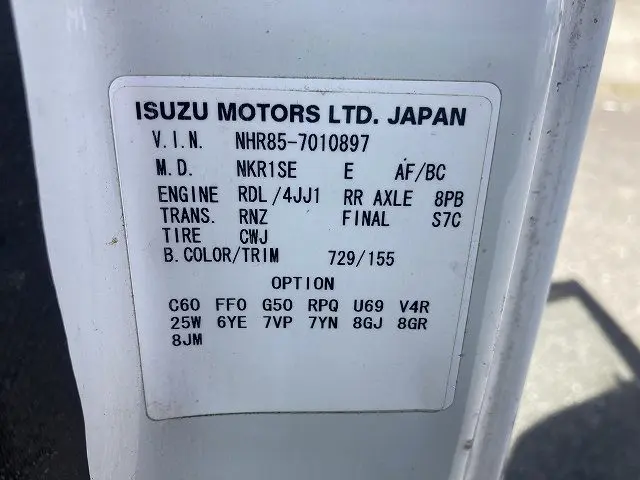 ISUZU MOTORS LTD. JAPAN
V.I.N. NHR85-7010897
M.D. NKR1SE E AF/BC
ENGINE RDL/4JJ1 RR AXLE 8PB
TRANS. RNZ FINAL S7C
TIRE CWJ
B.COLOR/TRIM 729/155
OPTION
C60 FF0 G50 RPQ U69 V4R
25W 6YE 7VP 7YN 8GJ 8GR
8JM